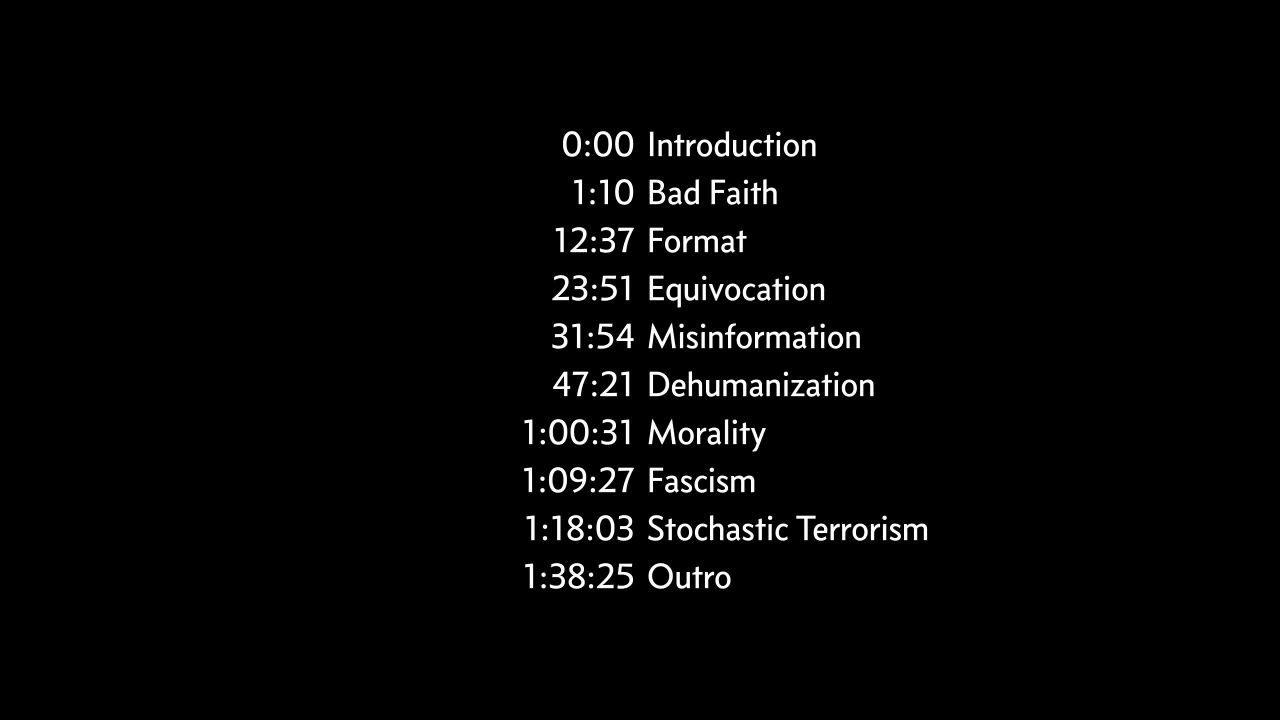 0:00 Introduction
1:10 Bad Faith
12:37 Format
23:51 Equivocation
31:54 Misinformation
47:21 Dehumanization
1:00:31 Morality
1:09:27 Fascism
1:18:03 Stochastic Terrorism
1:38:25 Outro